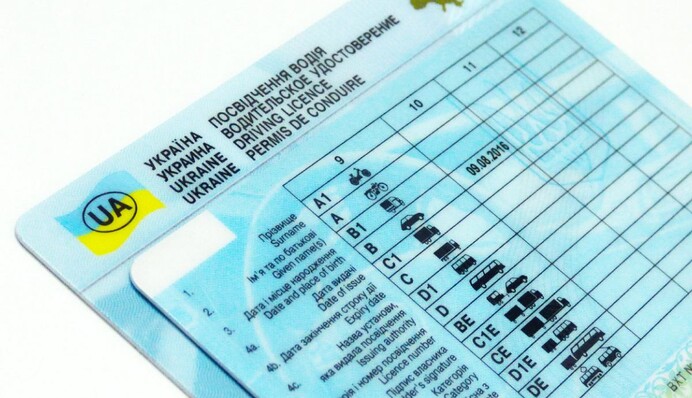 УКРАЇНА
УКРАИНА
UKRAINE
UKRAINE
ПОСВІДЧЕННЯ ВОДІЯ
ВОДИТЕЛЬСКОЕ УДОСТОВЕРЕНИЕ
DRIVING LICENCE
PERMIS DE CONDUIRE
UA
9
10
11
12
A1
A
B1
09.08.2016
B
C1
C
D1
D
BE
C1E
CE
D1E
DE
1. Прізвище
Surname
2. Ім'я та по батькові
Given name(s)
3. Дата і місце народження
Date and place of birth
4a. Дата видачі
Date of issue
4b. Дата закінчення строку дії
Expiry date
4c. Назва установи,
яка видала посвідчення
Issuing authority
і номер посвідчення
Licence number
Підпис власника
der's signature
Категорія
Category